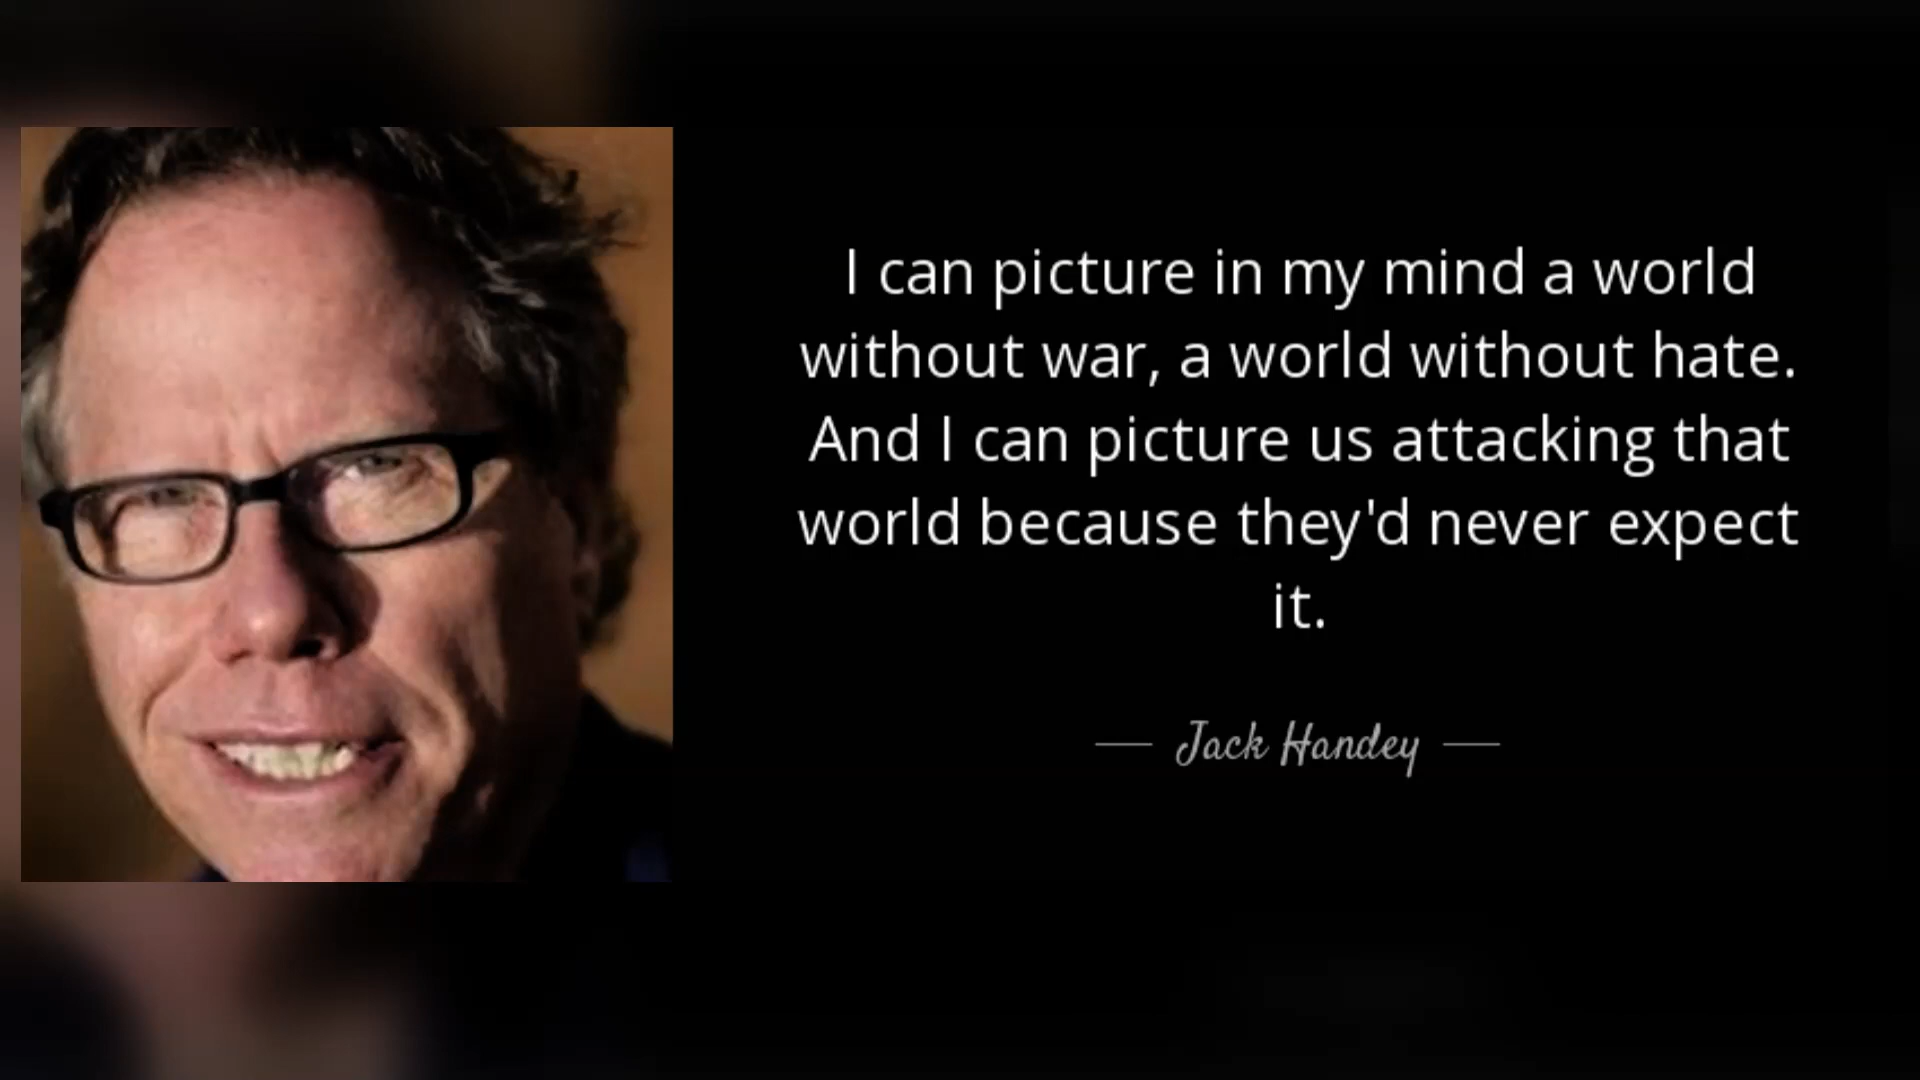 I can picture in my mind a world
without war, a world without hate.
And I can picture us attacking that
world because they'd never expect
it.
Jack Handey